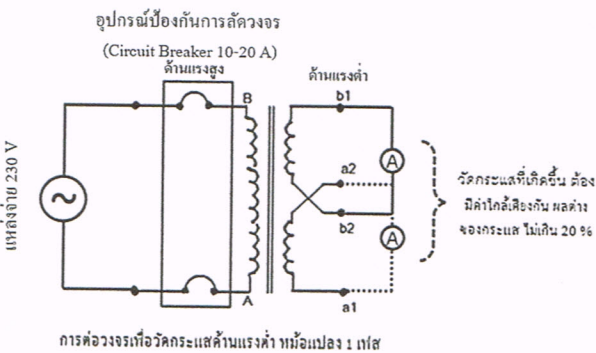 อุปกรณ์ป้องกันการลัดวงจร
(Circuit Breaker 10-20 A)
ด้านแรงสูง
ด้านแรงต่ำ
B
b1
A
a2
แหล่งจ่าย 230 V
~
วัดกระแสที่เกิดขึ้น ต้อง
มีค่าใกล้เคียงกัน ผลต่าง
ของกระแส ไม่เกิน 20 %
b2
A
A
a1
การต่อวงจรเพื่อวัดกระแสด้านแรงต่ำ หม้อแปลง 1 เฟส